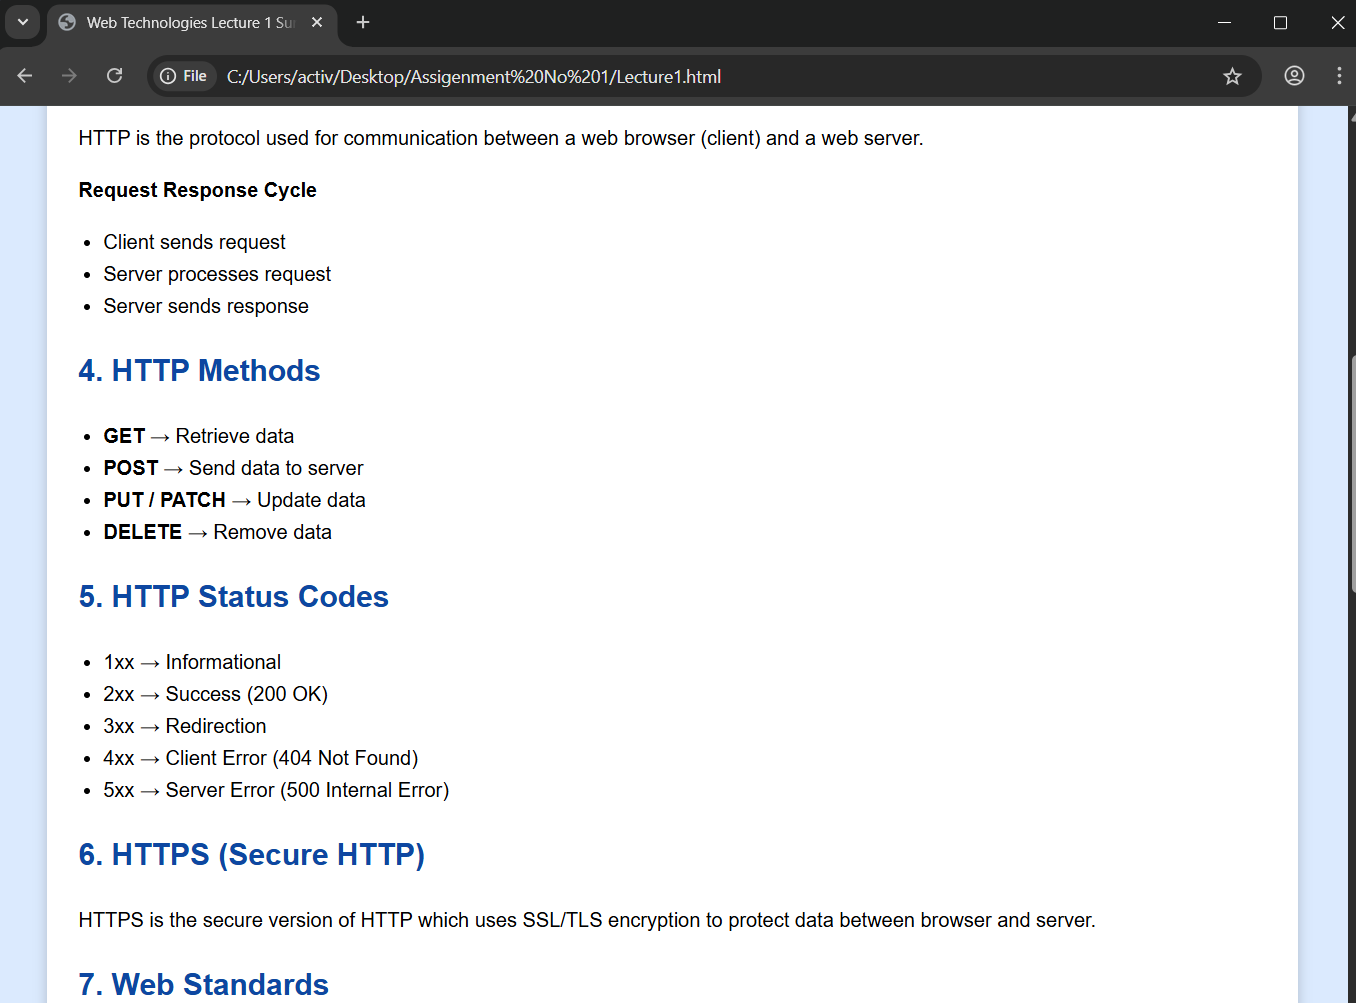 Web Technologies Lecture 1 Su
File
C:/Users/activ/Desktop/Assigenment%20No%201/Lecture1.html
HTTP is the protocol used for communication between a web browser (client) and a web server.
Request Response Cycle
Client sends request
Server processes request
Server sends response
4. HTTP Methods
GET → Retrieve data
POST → Send data to server
PUT / PATCH → Update data
DELETE → Remove data
5. HTTP Status Codes
1xx → Informational
2xx → Success (200 OK)
3xx → Redirection
4xx → Client Error (404 Not Found)
5xx → Server Error (500 Internal Error)
6. HTTPS (Secure HTTP)
HTTPS is the secure version of HTTP which uses SSL/TLS encryption to protect data between browser and server.
7. Web Standards